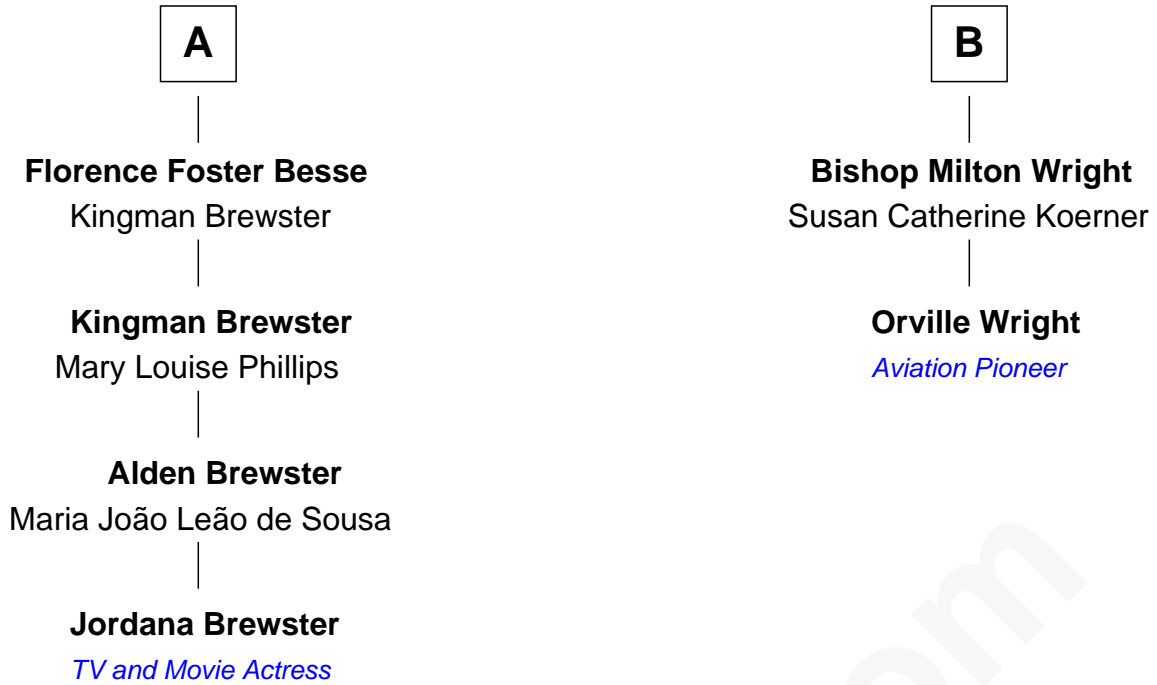 A
Florence Foster Besse
Kingman Brewster
Kingman Brewster
Mary Louise Phillips
Alden Brewster
Maria João Leão de Sousa
Jordana Brewster
TV and Movie Actress
B
Bishop Milton Wright
Susan Catherine Koerner
Orville Wright
Aviation Pioneer